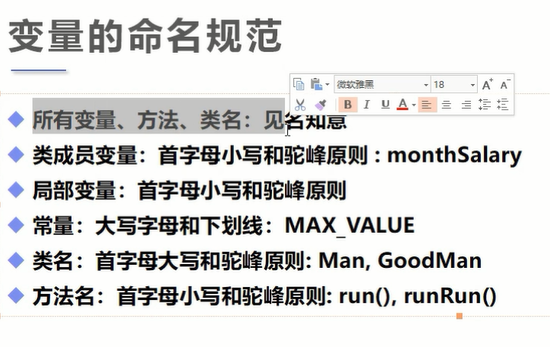 变量的命名规范
微软雅黑 18 A+ A-
B I U A
所有变量、方法、类名：见名知意
类成员变量：首字母小写和驼峰原则 : monthSalary
局部变量：首字母小写和驼峰原则
常量：大写字母和下划线：MAX_VALUE
类名：首字母大写和驼峰原则: Man, GoodMan
方法名：首字母小写和驼峰原则: run(), runRun()